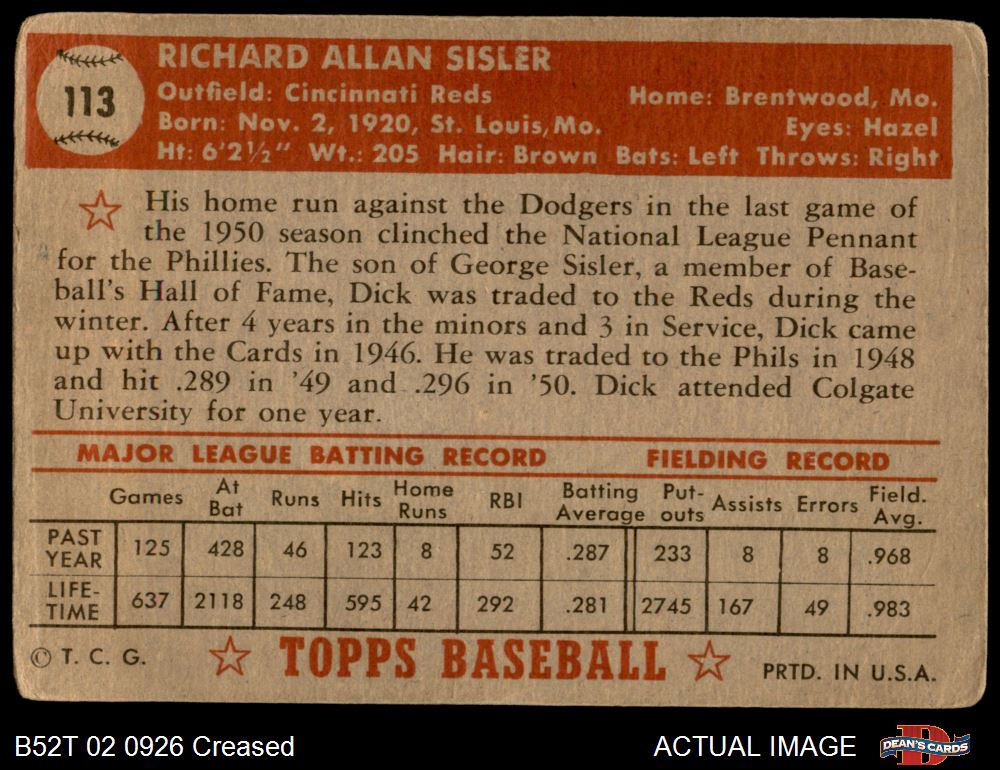 113
RICHARD ALLAN SISLER
Outfield: Cincinnati Reds Home: Brentwood, Mo.
Born: Nov. 2, 1920, St. Louis, Mo. Eyes: Hazel
Ht: 6'2½" Wt.: 205 Hair: Brown Bats: Left Throws: Right
His home run against the Dodgers in the last game of
the 1950 season clinched the National League Pennant
for the Phillies. The son of George Sisler, a member of Base-
ball's Hall of Fame, Dick was traded to the Reds during the
winter. After 4 years in the minors and 3 in Service, Dick came
up with the Cards in 1946. He was traded to the Phils in 1948
and hit .289 in '49 and .296 in '50. Dick attended Colgate
University for one year.
MAJOR LEAGUE BATTING RECORD FIELDING RECORD
Games At Bat Runs Hits Home Runs RBI Batting Average Put-outs Assists Errors Field. Avg.
PAST YEAR 125 428 46 123 8 52 .287 233 8 8 .968
LIFE-TIME 637 2118 248 595 42 292 .281 2745 167 49 .983
© T. C. G. TOPPS BASEBALL PRTD. IN U.S.A.
B52T 02 0926 Creased ACTUAL IMAGE D DEAN'S CARDS